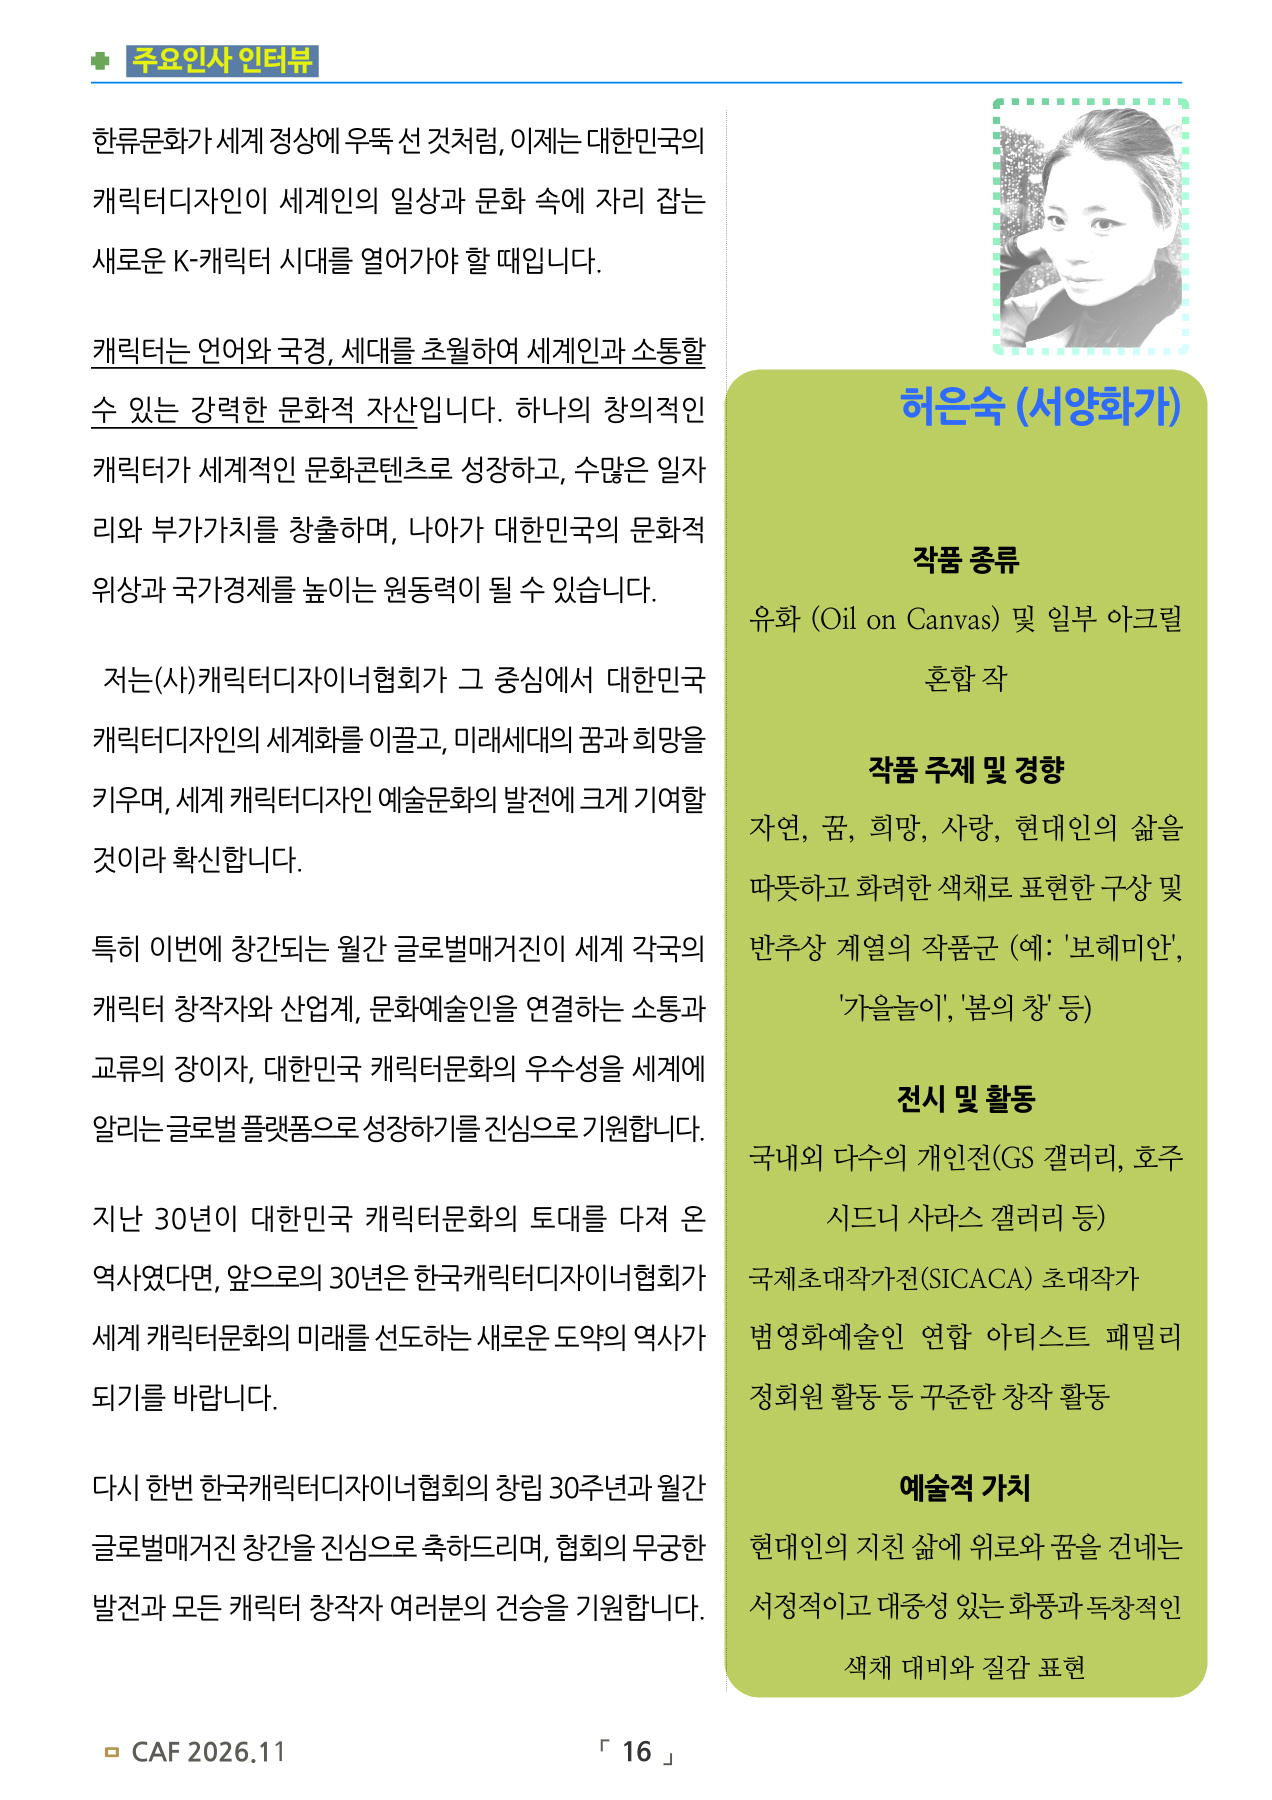 주요인사 인터뷰
한류문화가 세계 정상에 우뚝 선 것처럼, 이제는 대한민국의
캐릭터디자인이 세계인의 일상과 문화 속에 자리 잡는
새로운 K-캐릭터 시대를 열어가야 할 때입니다.
캐릭터는 언어와 국경, 세대를 초월하여 세계인과 소통할
수 있는 강력한 문화적 자산입니다. 하나의 창의적인
캐릭터가 세계적인 문화콘텐츠로 성장하고, 수많은 일자
리와 부가가치를 창출하며, 나아가 대한민국의 문화적
위상과 국가경제를 높이는 원동력이 될 수 있습니다.
저는(사)캐릭터디자이너협회가 그 중심에서 대한민국
캐릭터디자인의 세계화를 이끌고, 미래세대의 꿈과 희망을
키우며, 세계 캐릭터디자인 예술문화의 발전에 크게 기여할
것이라 확신합니다.
특히 이번에 창간되는 월간 글로벌매거진이 세계 각국의
캐릭터 창작자와 산업계, 문화예술인을 연결하는 소통과
교류의 장이자, 대한민국 캐릭터문화의 우수성을 세계에
알리는 글로벌 플랫폼으로 성장하기를 진심으로 기원합니다.
지난 30년이 대한민국 캐릭터문화의 토대를 다져 온
역사였다면, 앞으로의 30년은 한국캐릭터디자이너협회가
세계 캐릭터문화의 미래를 선도하는 새로운 도약의 역사가
되기를 바랍니다.
다시 한번 한국캐릭터디자이너협회의 창립 30주년과 월간
글로벌매거진 창간을 진심으로 축하드리며, 협회의 무궁한
발전과 모든 캐릭터 창작자 여러분의 건승을 기원합니다.
허은숙 (서양화가)
작품 종류
유화 (Oil on Canvas) 및 일부 아크릴
혼합 작
작품 주제 및 경향
자연, 꿈, 희망, 사랑, 현대인의 삶을
따뜻하고 화려한 색채로 표현한 구상 및
반추상 계열의 작품군 (예: '보헤미안',
'가을놀이', '봄의 창' 등)
전시 및 활동
국내외 다수의 개인전(GS 갤러리, 호주
시드니 사라스 갤러리 등)
국제초대작가전(SICACA) 초대작가
범영화예술인 연합 아티스트 패밀리
정회원 활동 등 꾸준한 창작 활동
예술적 가치
현대인의 지친 삶에 위로와 꿈을 건네는
서정적이고 대중성 있는 화풍과 독창적인
색채 대비와 질감 표현
CAF 2026.11
「 16 」